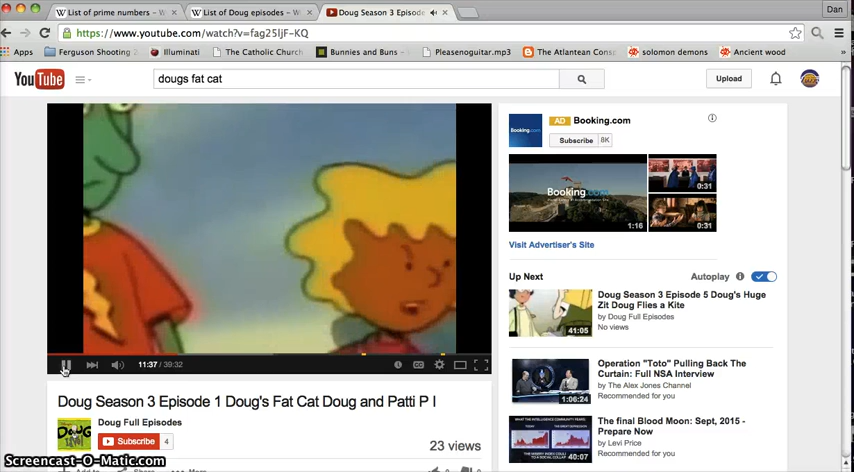 List of prime numbers - W
List of Doug episodes - W
Doug Season 3 Episode
Dan
https://www.youtube.com/watch?v=fag25IjF-KQ
Apps
Ferguson Shooting
Illuminati
The Catholic Church
Bunnies and Buns
Pleasenoguitar.mp3
The Atlantean Cons
solomon demons
Ancient wood
»
YouTube
dougs fat cat
Upload
AD Booking.com
Subscribe 8K
Booking.com
0:31
1:16
0:31
Visit Advertiser's Site
Up Next
Autoplay
Doug Season 3 Episode 5 Doug's Huge
Zit Doug Flies a Kite
by Doug Full Episodes
No views
41:05
Operation "Toto" Pulling Back The
Curtain: Full NSA Interview
by The Alex Jones Channel
Recommended for you
1:06:24
The final Blood Moon: Sept, 2015 -
Prepare Now
by Levi Price
Recommended for you
40:07
11:37 / 39:32
CC
Doug Season 3 Episode 1 Doug's Fat Cat Doug and Patti P I
Doug Full Episodes
Subscribe 4
23 views
Screencast-O-Matic.com